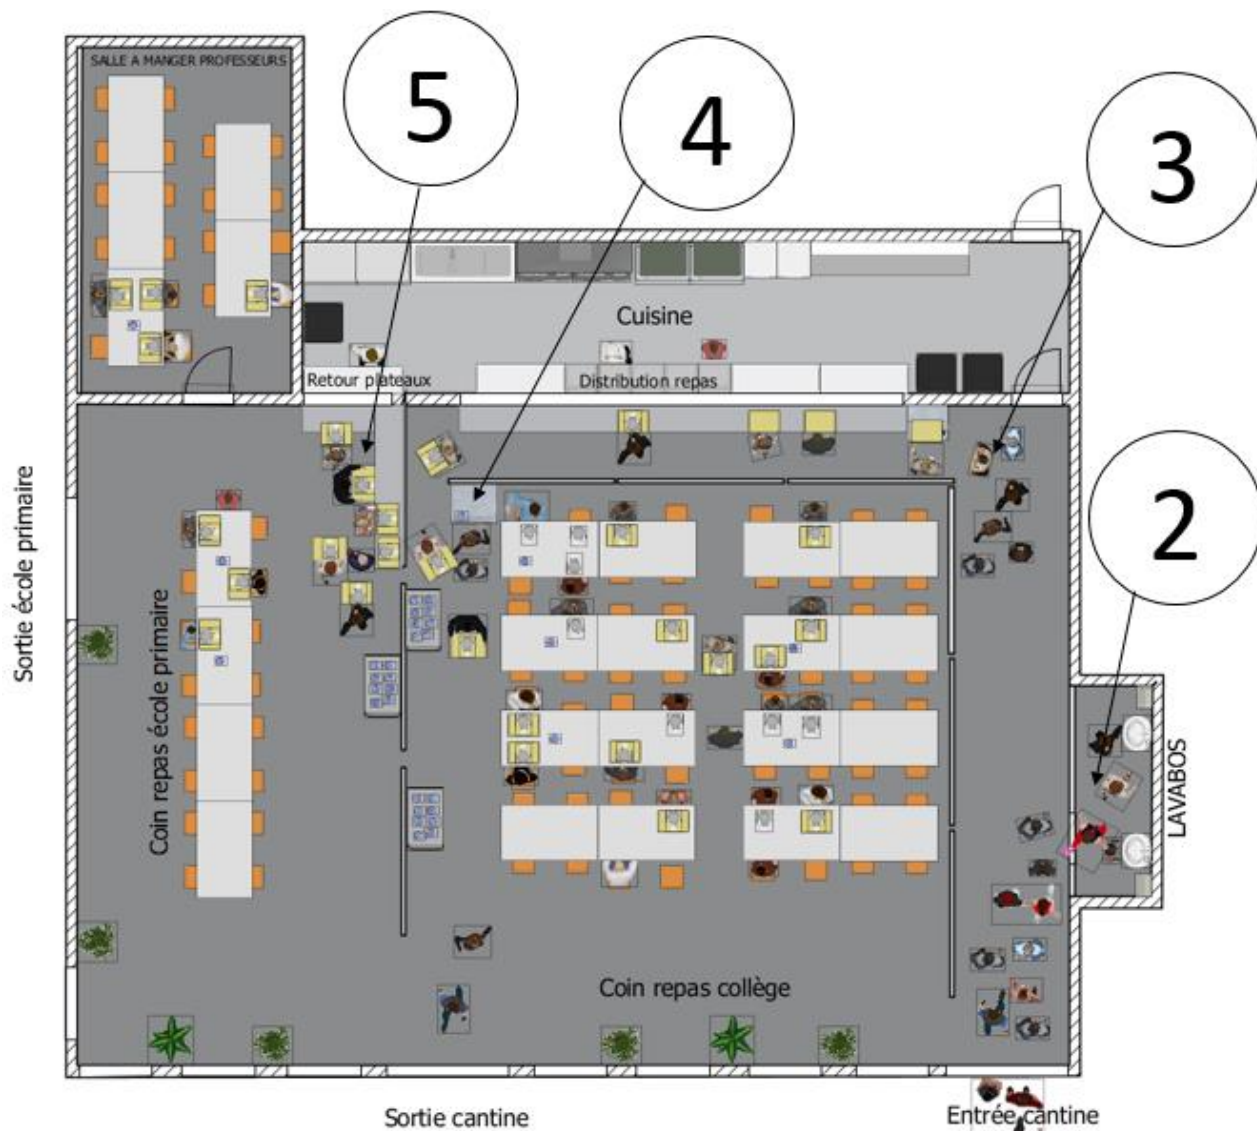 SALLE A MANGER PROFESSEURS
5
4
3
Cuisine
Retour plateaux
Distribution repas
2
Sortie école primaire
Coin repas école primaire
LAVABOS
Coin repas collège
Sortie cantine
Entrée cantine